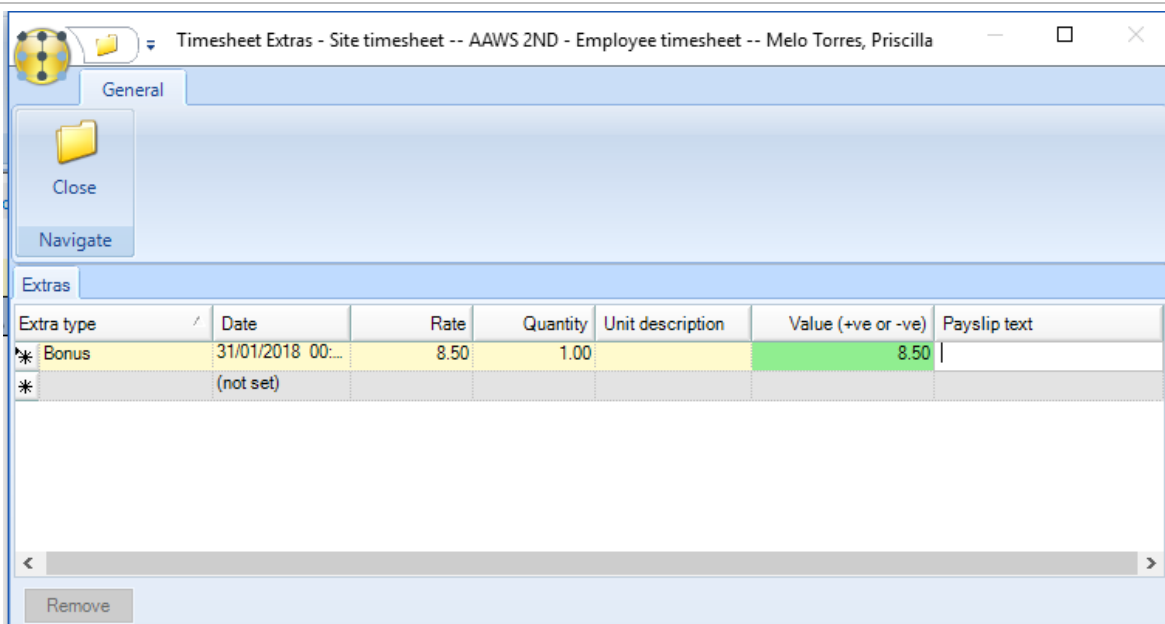 Timesheet Extras - Site timesheet -- AAWS 2ND - Employee timesheet -- Melo Torres, Priscilla
General
Close
Navigate
Extras
Extra type Date Rate Quantity Unit description Value (+ve or -ve) Payslip text
Bonus 31/01/2018 00:... 8.50 1.00 8.50
(not set)
Remove